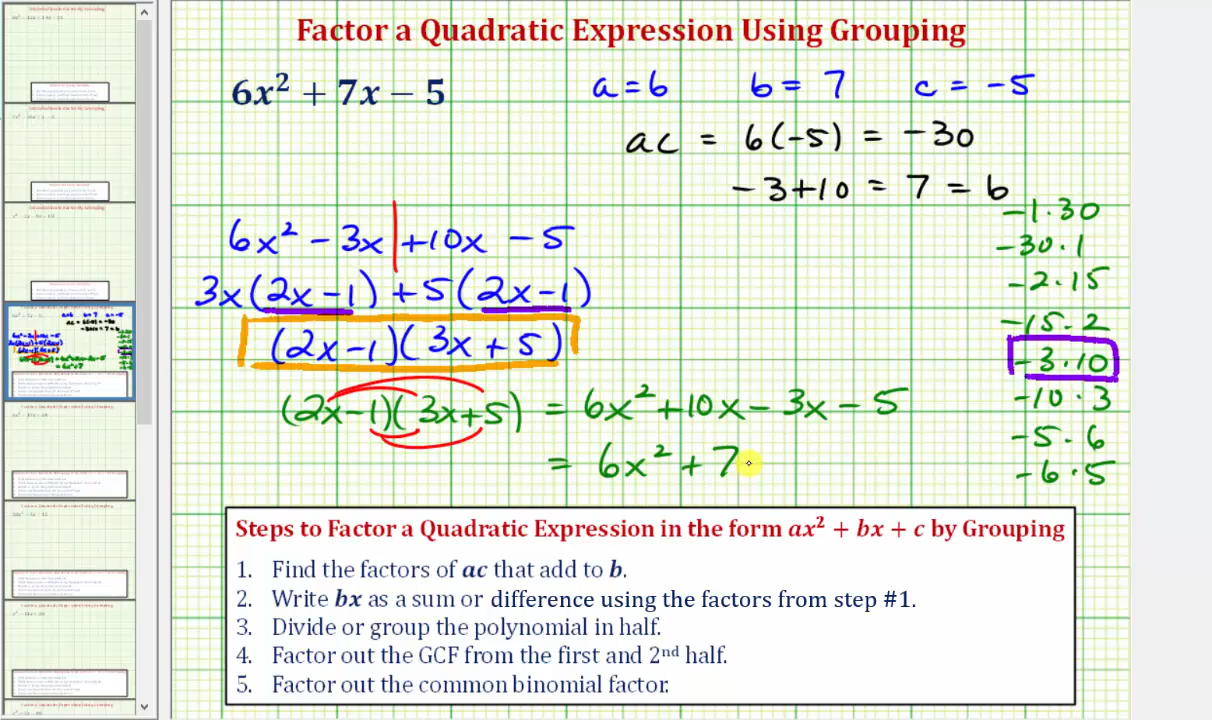 Factor a Quadratic Expression Using Grouping
6x² + 7x − 5
a = 6 b = 7 c = −5
ac = 6(−5) = −30
−3+10 = 7 = b
−1·30
−30·1
−2·15
−15·2
−3·10
−10·3
−5·6
−6·5
6x² − 3x +10x − 5
3x(2x−1) +5(2x−1)
(2x−1)(3x+5)
(2x−1)(3x+5) = 6x²+10x−3x−5
= 6x² + 7
Steps to Factor a Quadratic Expression in the form ax² + bx + c by Grouping
1. Find the factors of ac that add to b.
2. Write bx as a sum or difference using the factors from step #1.
3. Divide or group the polynomial in half.
4. Factor out the GCF from the first and 2nd half.
5. Factor out the common binomial factor.